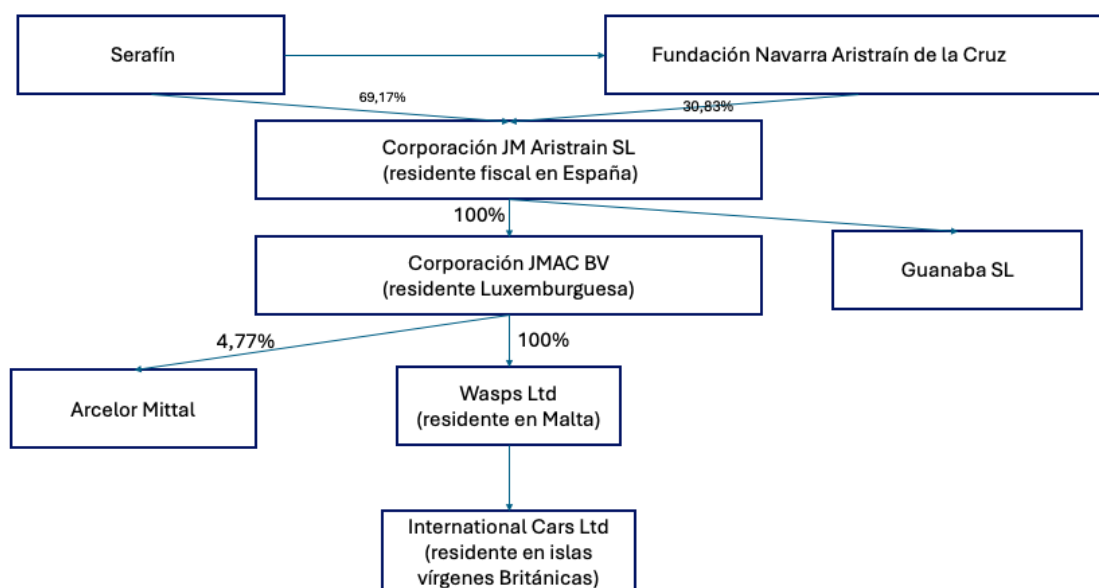 Serafín
Fundación Navarra Aristraín de la Cruz
69,17%
30,83%
Corporación JM Aristrain SL
(residente fiscal en España)
100%
Corporación JMAC BV
(residente Luxemburguesa)
Guanaba SL
4,77%
100%
Arcelor Mittal
Wasps Ltd
(residente en Malta)
International Cars Ltd
(residente en islas
vírgenes Británicas)